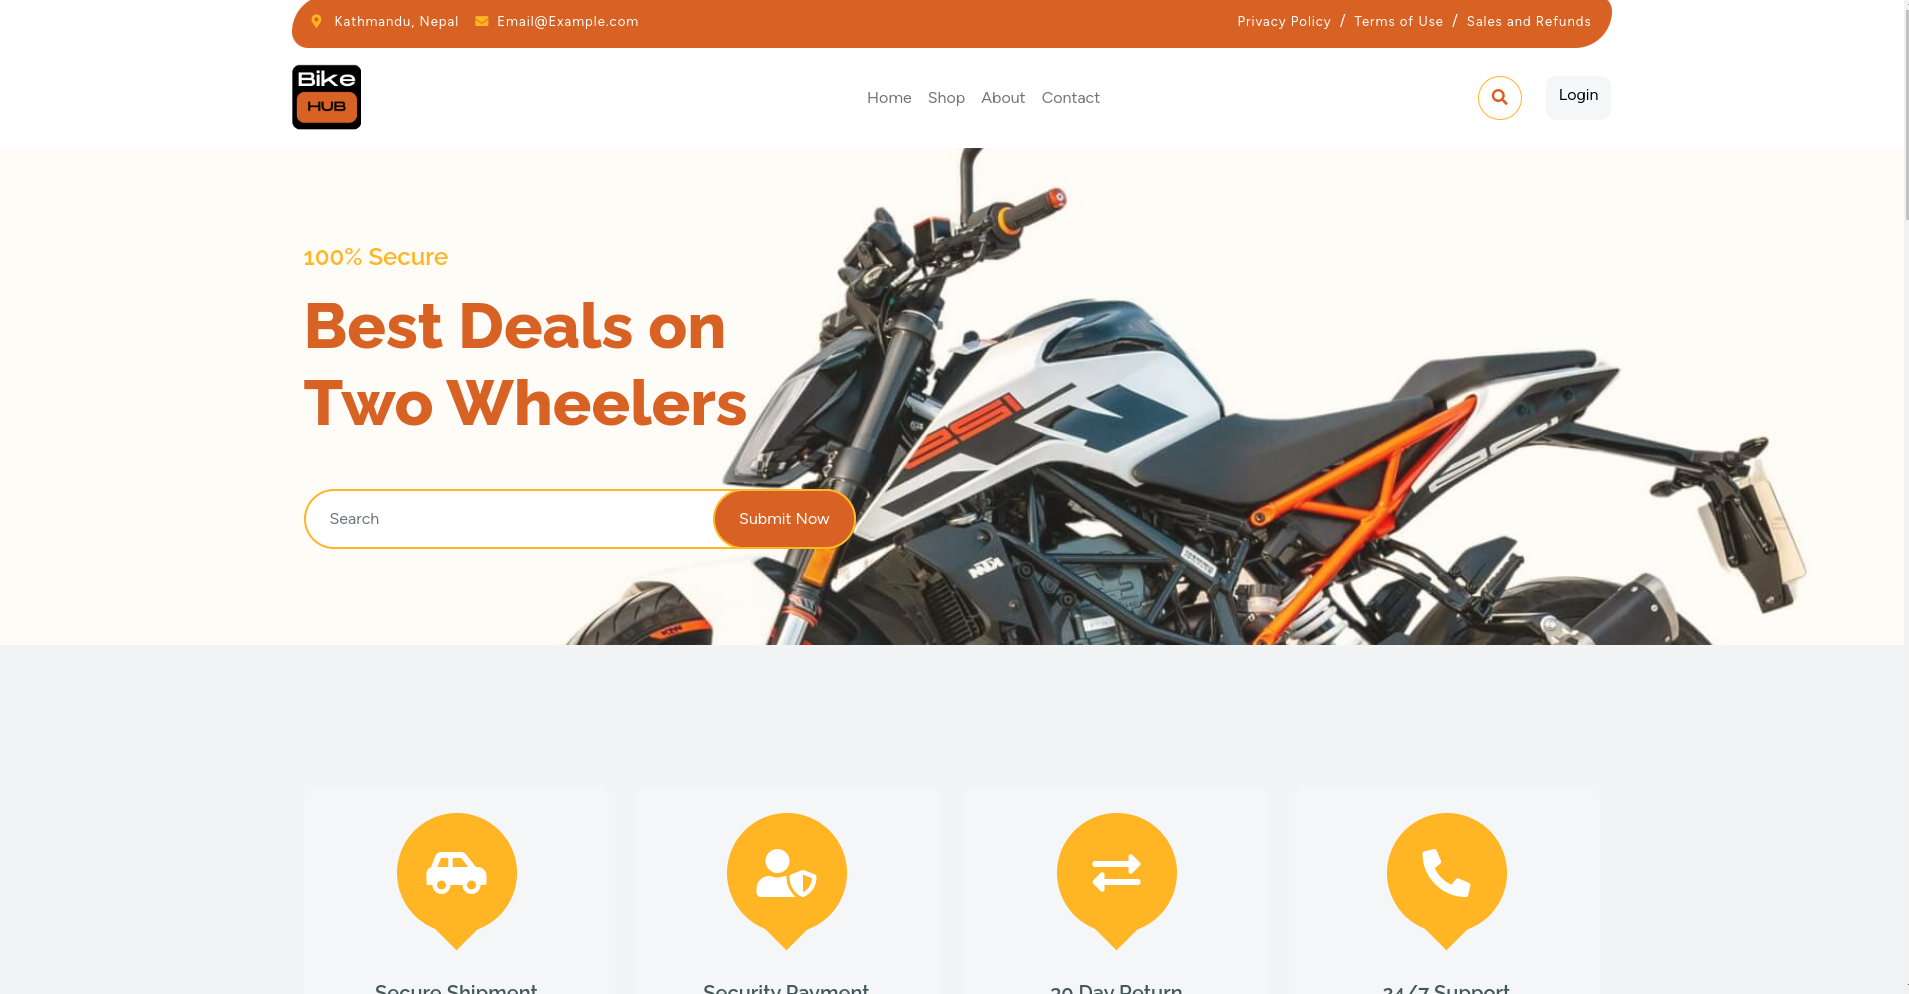 Kathmandu, Nepal Email@Example.com Privacy Policy / Terms of Use / Sales and Refunds
Bike
HUB
Home Shop About Contact
Login
100% Secure
Best Deals on
Two Wheelers
Search
Submit Now
KTM
KTM
Secure Shipment Security Payment 30 Day Return 24/7 Support